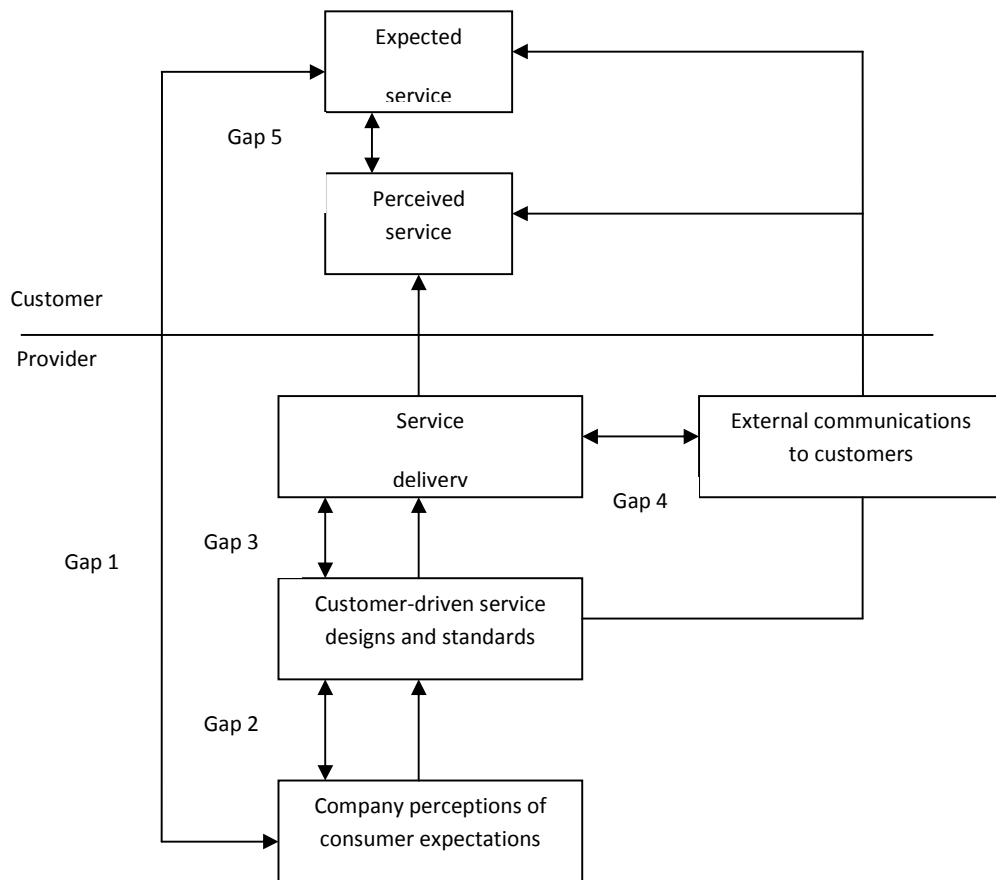 Expected
service
Gap 5
Perceived
service
Customer
Provider
Service
delivery
External communications
to customers
Gap 4
Gap 3
Gap 1
Customer-driven service
designs and standards
Gap 2
Company perceptions of
consumer expectations